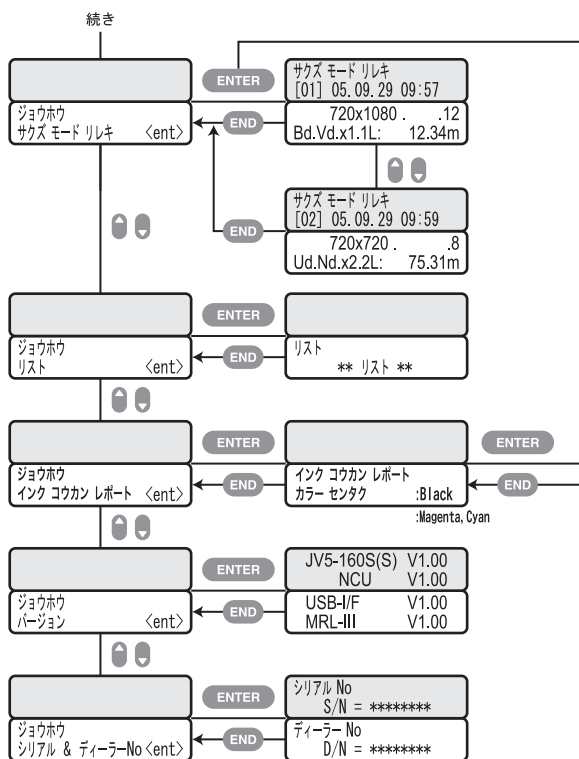 続き
ENTER
サクズ モード リレキ
[01] 05.09.29 09:57
ジョウホウ
サクズ モード リレキ <ent>
END
720x1080 . .12
Bd.Vd.x1.1L: 12.34m
END
サクズ モード リレキ
[02] 05.09.29 09:59
720x720 . .8
Ud.Nd.x2.2L: 75.31m
ENTER
ジョウホウ
リスト <ent>
END
リスト
** リスト **
ENTER
ENTER
ジョウホウ
インク コウカン レポート <ent>
END
インク コウカン レポート
カラー センタク :Black
END
:Magenta,Cyan
ENTER
JV5-160S(S) V1.00
NCU V1.00
ジョウホウ
バージョン <ent>
END
USB-I/F V1.00
MRL-III V1.00
ENTER
シリアル No
S/N = ********
ジョウホウ
シリアル & ディーラーNo <ent>
END
ディーラー No
D/N = ********